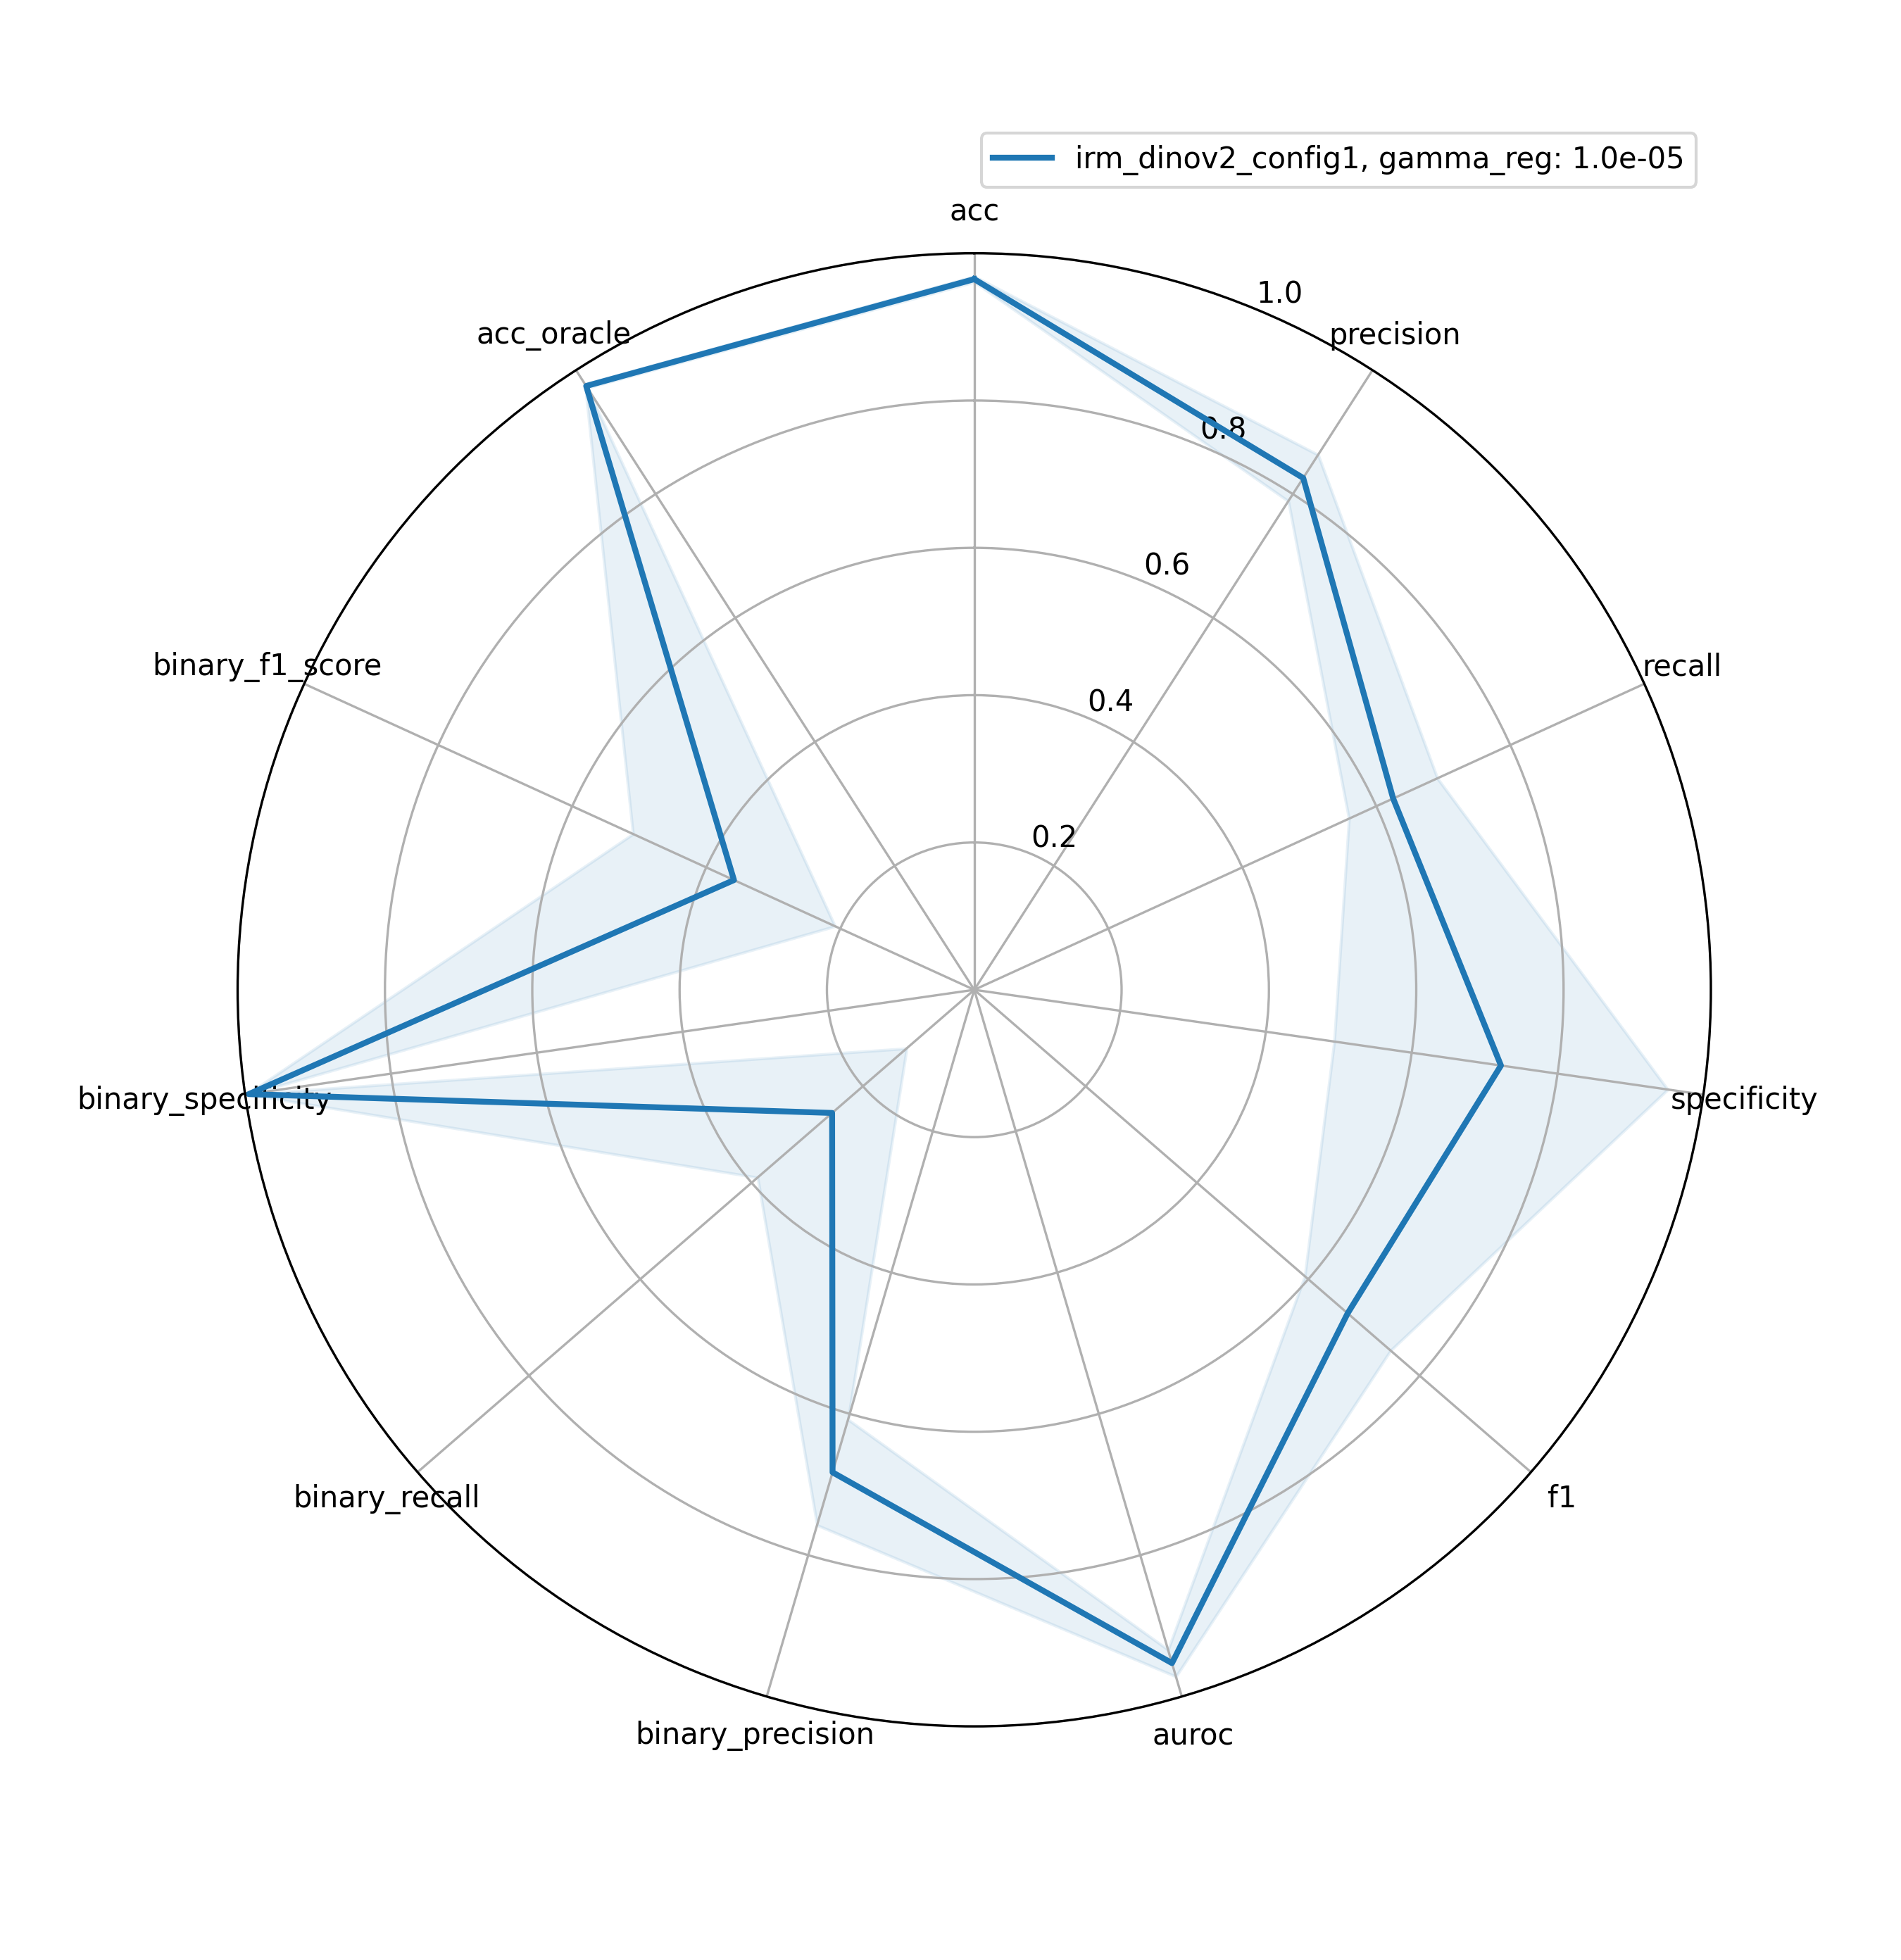 irm_dinov2_config1, gamma_reg: 1.0e-05
acc
1.0
acc_oracle
precision
0.8
0.6
binary_f1_score
recall
0.4
0.2
binary_specificity
specificity
binary_recall
f1
binary_precision
auroc